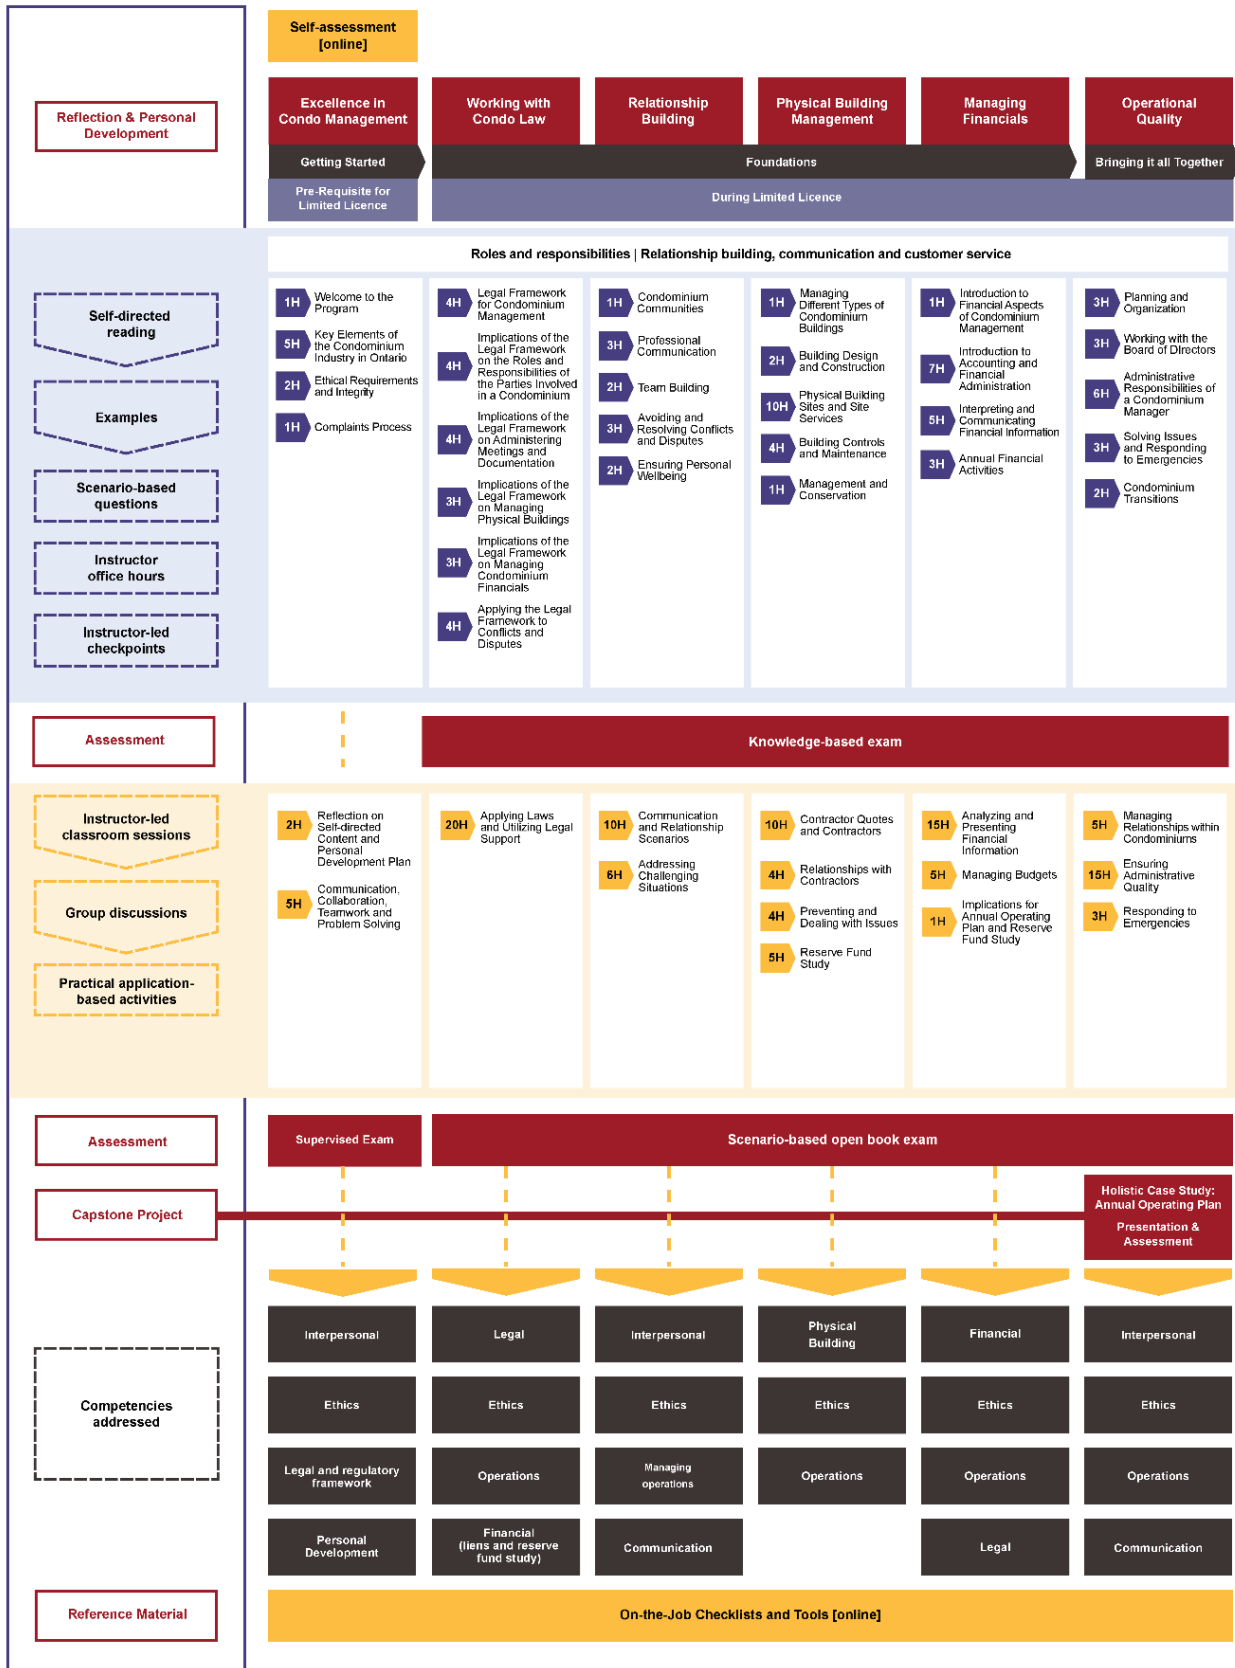 Self-assessment
[online]
Reflection & Personal
Development
Excellence in
Condo Management
Working with
Condo Law
Relationship
Building
Physical Building
Management
Managing
Financials
Operational
Quality
Getting Started
Foundations
Bringing it all Together
Pre-Requisite for
Limited Licence
During Limited Licence
Roles and responsibilities | Relationship building, communication and customer service
Self-directed
reading
Examples
Scenario-based
questions
Instructor
office hours
Instructor-led
checkpoints
1H
Welcome to the
Program
5H
Key Elements of
the Condominium
Industry in Ontario
2H
Ethical Requirements
and Integrity
1H
Complaints Process
4H
Legal Framework
for Condominium
Management
4H
Implications of the
Legal Framework
on the Roles and
Responsibilities of
the Parties Involved
in a Condominium
4H
Implications of the
Legal Framework
on Administering
Meetings and
Documentation
3H
Implications of the
Legal Framework
on Managing
Physical Buildings
3H
Implications of the
Legal Framework
on Managing
Condominium
Financials
4H
Applying the Legal
Framework to
Conflicts and
Disputes
1H
Condominium
Communities
3H
Professional
Communication
2H
Team Building
3H
Avoiding and
Resolving Conflicts
and Disputes
2H
Ensuring Personal
Wellbeing
1H
Managing
Different Types of
Condominium
Buildings
2H
Building Design
and Construction
10H
Physical Building
Sites and Site
Services
4H
Building Controls
and Maintenance
1H
Management and
Conservation
1H
Introduction to
Financial Aspects
of Condominium
Management
7H
Introduction to
Accounting and
Financial
Administration
5H
Interpreting and
Communicating
Financial Information
3H
Annual Financial
Activities
3H
Planning and
Organization
3H
Working with the
Board of Directors
6H
Administrative
Responsibilities of
a Condominium
Manager
3H
Solving Issues
and Responding
to Emergencies
2H
Condominium
Transitions
Assessment
Knowledge-based exam
Instructor-led
classroom sessions
Group discussions
Practical application-
based activities
2H
Reflection on
Self-directed
Content and
Personal
Development Plan
5H
Communication,
Collaboration,
Teamwork and
Problem Solving
20H
Applying Laws
and Utilizing Legal
Support
10H
Communication
and Relationship
Scenarios
6H
Addressing
Challenging
Situations
10H
Contractor Quotes
and Contractors
4H
Relationships with
Contractors
4H
Preventing and
Dealing with Issues
5H
Reserve Fund
Study
15H
Analyzing and
Presenting
Financial
Information
5H
Managing Budgets
1H
Implications for
Annual Operating
Plan and Reserve
Fund Study
5H
Managing
Relationships within
Condominiums
15H
Ensuring
Administrative
Quality
3H
Responding to
Emergencies
Assessment
Supervised Exam
Scenario-based open book exam
Capstone Project
Holistic Case Study:
Annual Operating Plan
Presentation &
Assessment
Competencies
addressed
Interpersonal
Legal
Interpersonal
Physical
Building
Financial
Interpersonal
Ethics
Ethics
Ethics
Ethics
Ethics
Ethics
Legal and regulatory
framework
Operations
Managing
operations
Operations
Operations
Operations
Personal
Development
Financial
(liens and reserve
fund study)
Communication
Legal
Communication
Reference Material
On-the-Job Checklists and Tools [online]